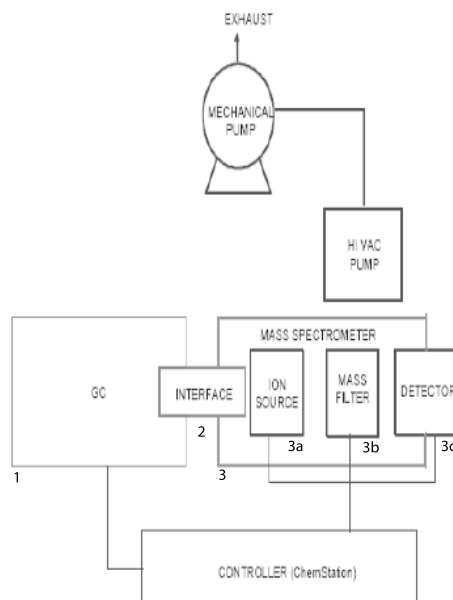 EXHAUST
MECHANICAL
PUMP
HI VAC
PUMP
MASS SPECTROMETER
GC
INTERFACE
ION
SOURCE
MASS
FILTER
DETECTOR
1
2
3
3a
3b
3c
CONTROLLER (ChemStation)